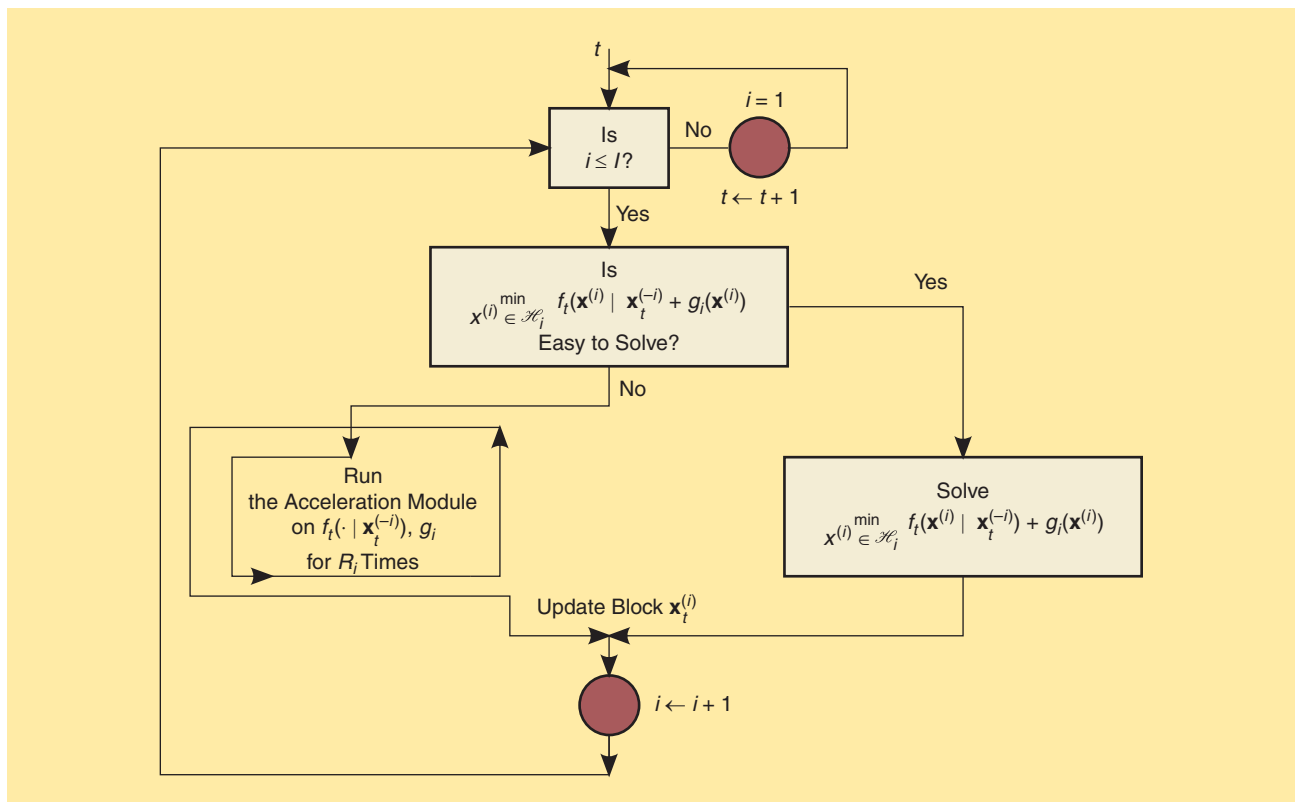 t
i = 1
Is
i ≤ I?
No
t ← t + 1
Yes
Is
min x^(i) ∈ ℋ_i f_t(x^(i) | x_t^(−i) + g_i(x^(i))
Easy to Solve?
Yes
No
Run
the Acceleration Module
on f_t(· | x_t^(−i)), g_i
for R_i Times
Solve
min x^(i) ∈ ℋ_i f_t(x^(i) | x_t^(−i)) + g_i(x^(i))
Update Block x_t^(i)
i ← i + 1